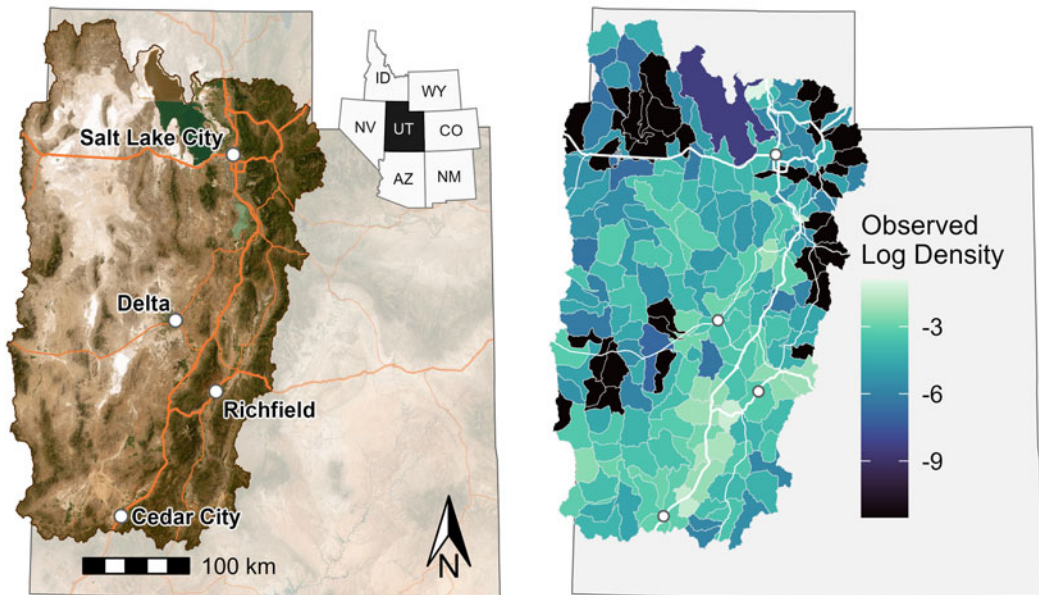 ID
WY
NV
UT
CO
AZ
NM
Salt Lake City
Delta
Richfield
Cedar City
100 km
N
Observed
Log Density
-3
-6
-9